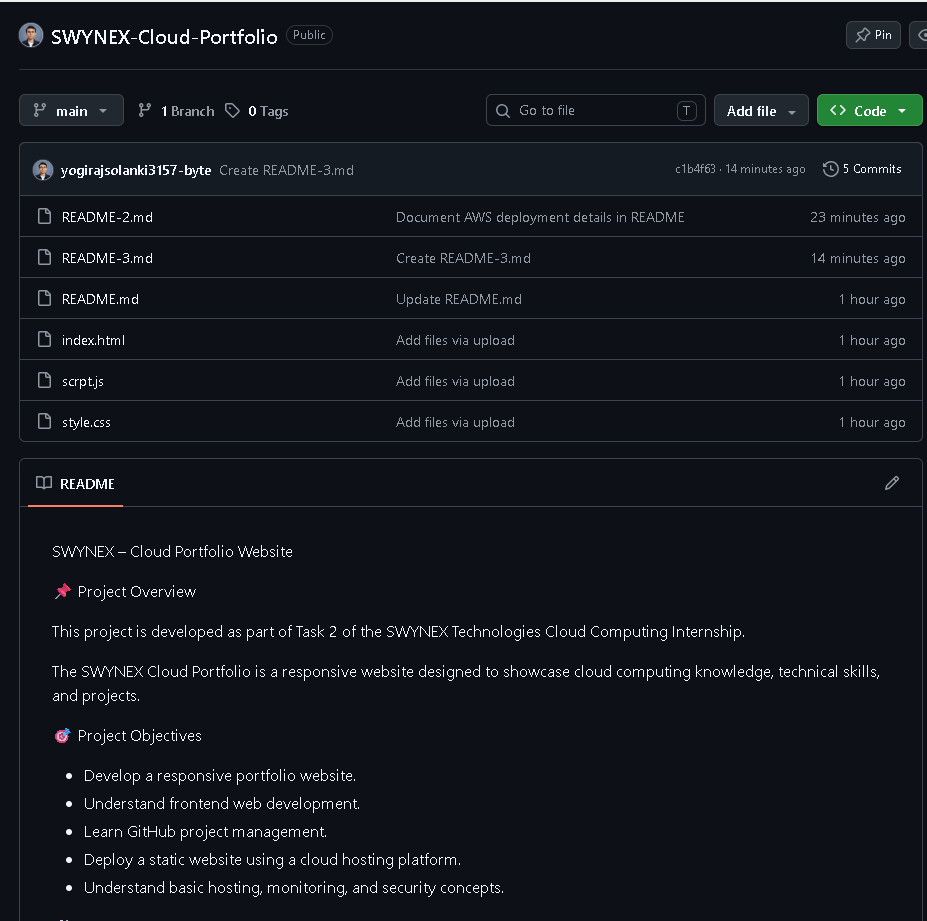 SWYNEX-Cloud-Portfolio Public Pin
main 1 Branch 0 Tags Go to file T Add file Code
yogirajsolanki3157-byte Create README-3.md c1b4f63 · 14 minutes ago 5 Commits
README-2.md Document AWS deployment details in README 23 minutes ago
README-3.md Create README-3.md 14 minutes ago
README.md Update README.md 1 hour ago
index.html Add files via upload 1 hour ago
scrpt.js Add files via upload 1 hour ago
style.css Add files via upload 1 hour ago
README
SWYNEX – Cloud Portfolio Website
📌 Project Overview
This project is developed as part of Task 2 of the SWYNEX Technologies Cloud Computing Internship.
The SWYNEX Cloud Portfolio is a responsive website designed to showcase cloud computing knowledge, technical skills,
and projects.
🎯 Project Objectives
• Develop a responsive portfolio website.
• Understand frontend web development.
• Learn GitHub project management.
• Deploy a static website using a cloud hosting platform.
• Understand basic hosting, monitoring, and security concepts.